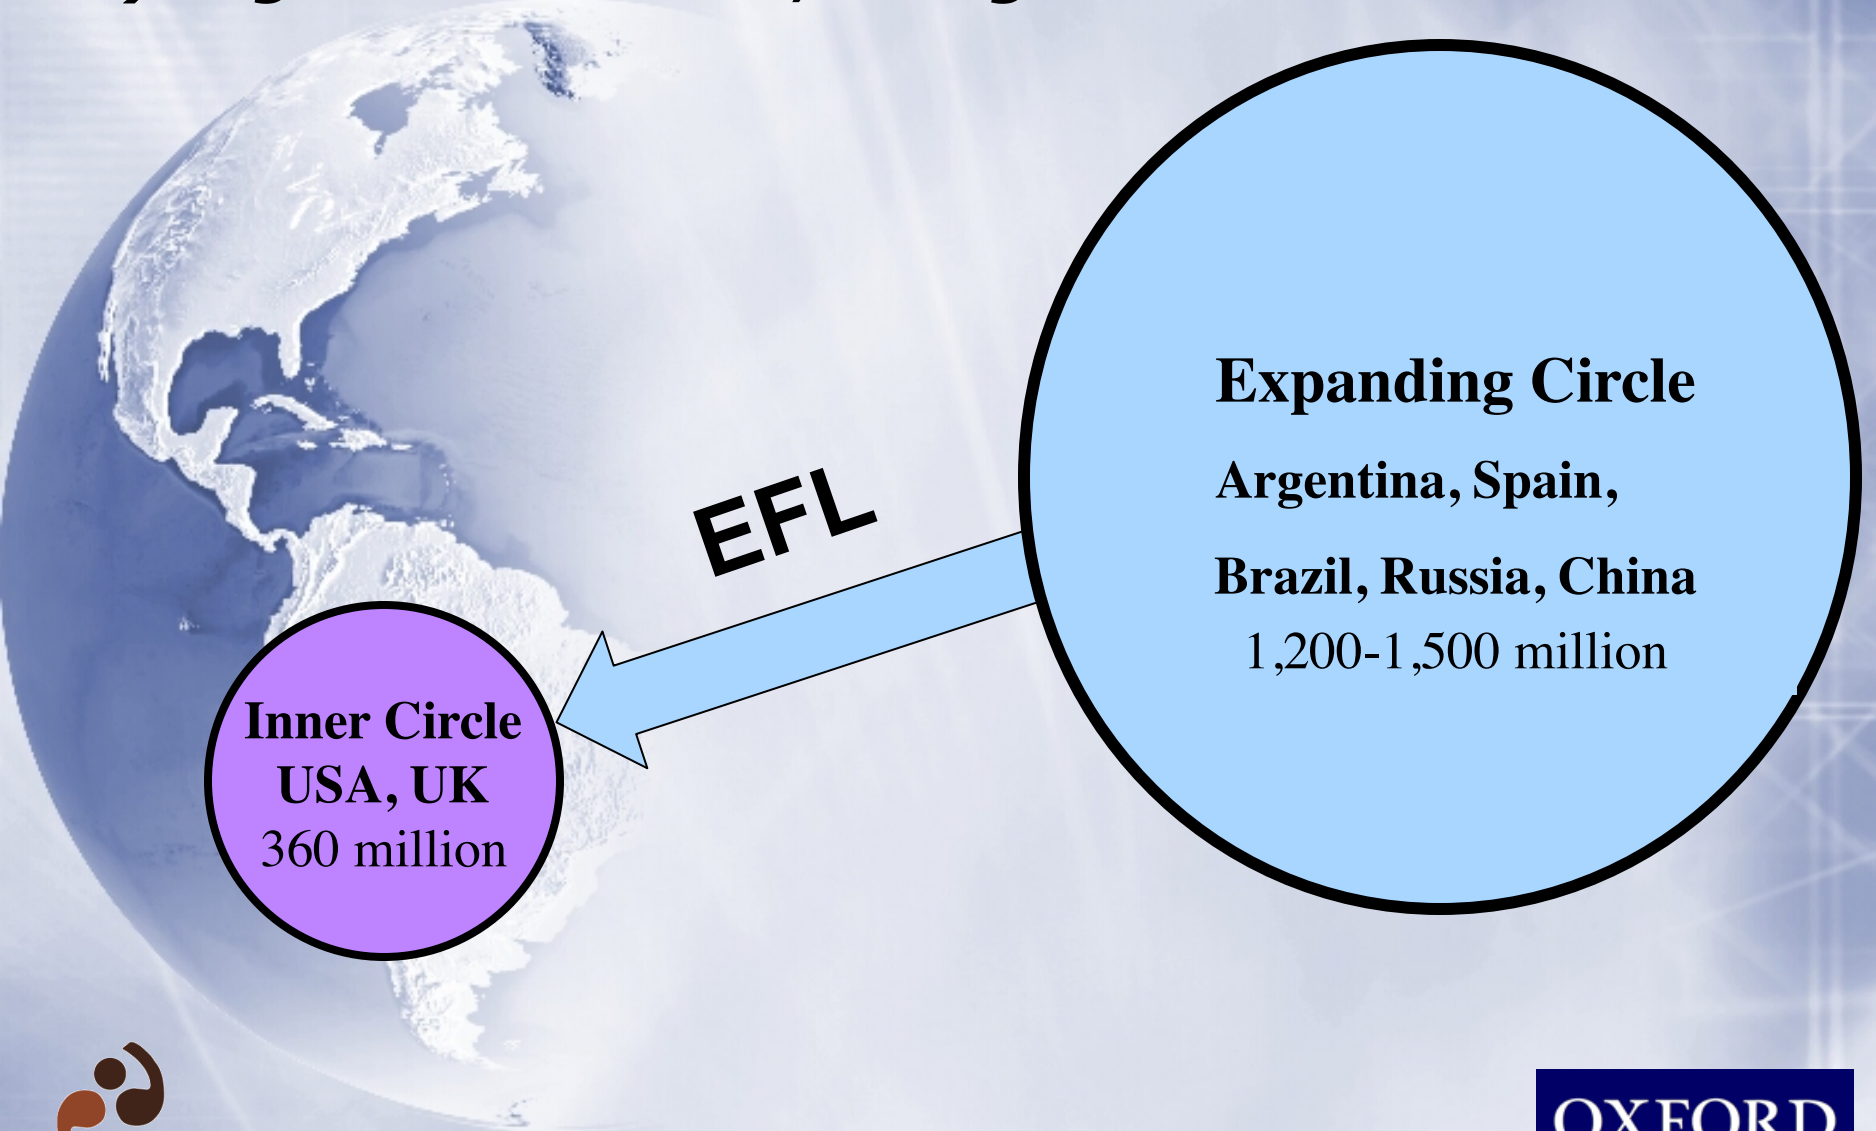 EFL
Expanding Circle
Argentina, Spain,
Brazil, Russia, China
1,200-1,500 million
Inner Circle
USA, UK
360 million
OXFORD